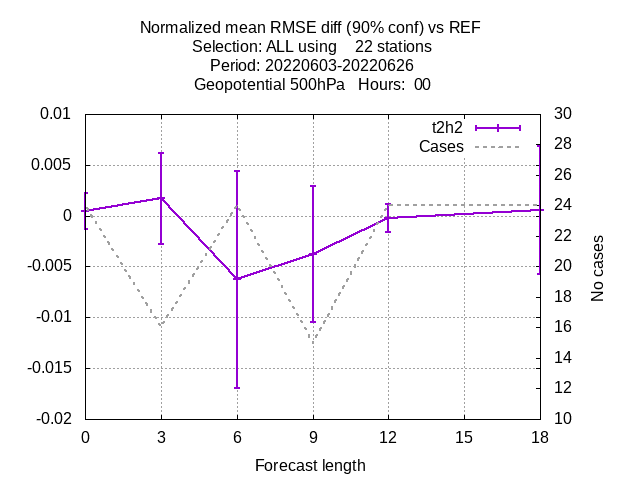 Normalized mean RMSE diff (90% conf) vs REF
Selection: ALL using    22 stations
Period: 20220603-20220626
Geopotential 500hPa   Hours:  00
t2h2
Cases
0.01
0.005
0
-0.005
-0.01
-0.015
-0.02
30
28
26
24
22
20
18
16
14
12
10
No cases
0 3 6 9 12 15 18
Forecast length